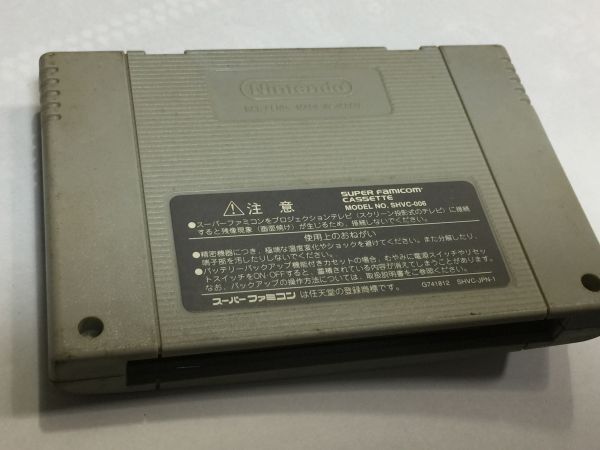 Nintendo
注意
SUPER FAMICOM
CASSETTE
MODEL NO. SHVC-006
●スーパーファミコンをプロジェクションテレビ(スクリーン投影式のテレビ)に接続
すると残像現象(画面焼け)が生じるため、接続しないでください。
使用上のおねがい
●精密機器につき、極端な温度変化やショックを避けてください。また分解したり、
端子部を汚したりしないでください。
●バッテリーバックアップ機能付きカセットの場合、むやみに電源スイッチやリセッ
トスイッチをON・OFFすると、蓄積されている内容が消えてしまうことがあります。
なお、バックアップの操作方法については、取扱説明書をご参照ください。
スーパーファミコンは任天堂の登録商標です。
G741812 SHVC-JPN-1